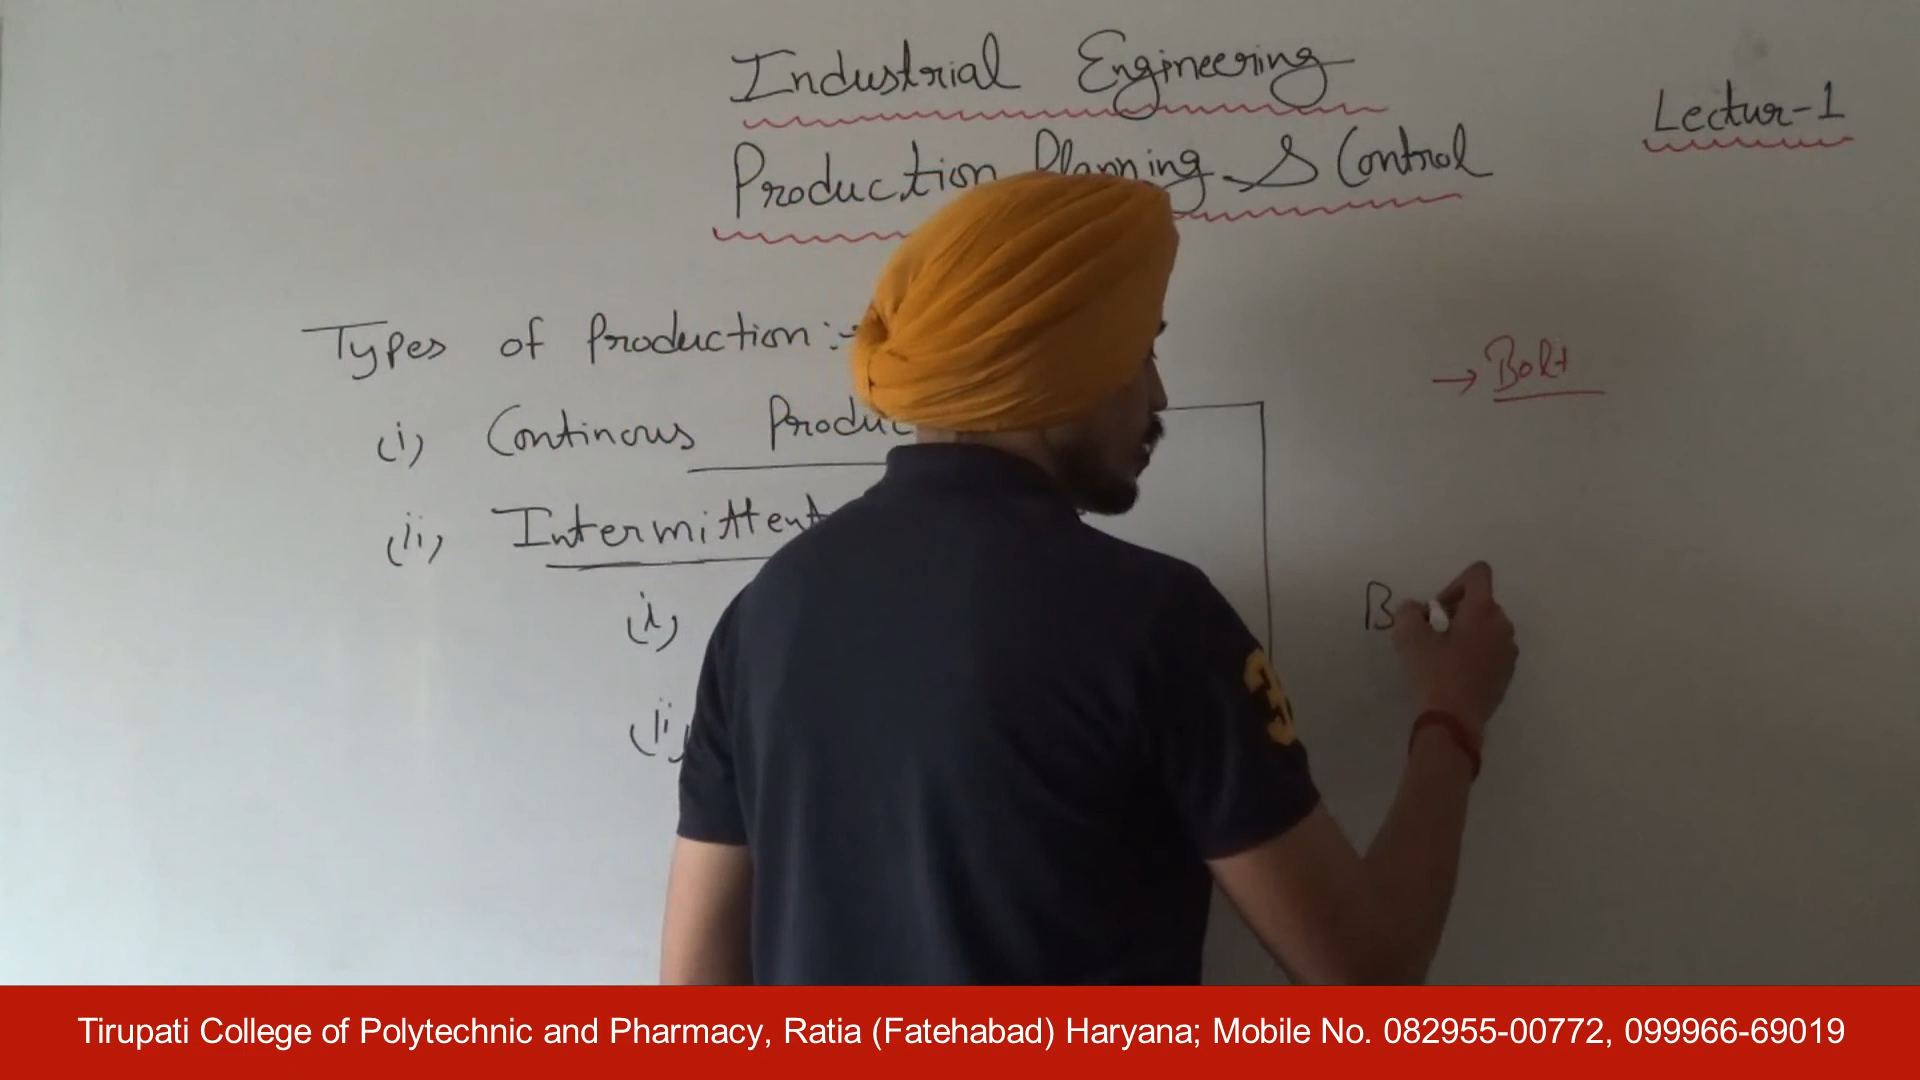 Industrial Engineering
Lectur-1
Production Planning & Control
Types of Production :-
→ Bolt
(i) Continous Produc
(ii) Intermittent
(i)
(ii)
B
Tirupati College of Polytechnic and Pharmacy, Ratia (Fatehabad) Haryana; Mobile No. 082955-00772, 099966-69019